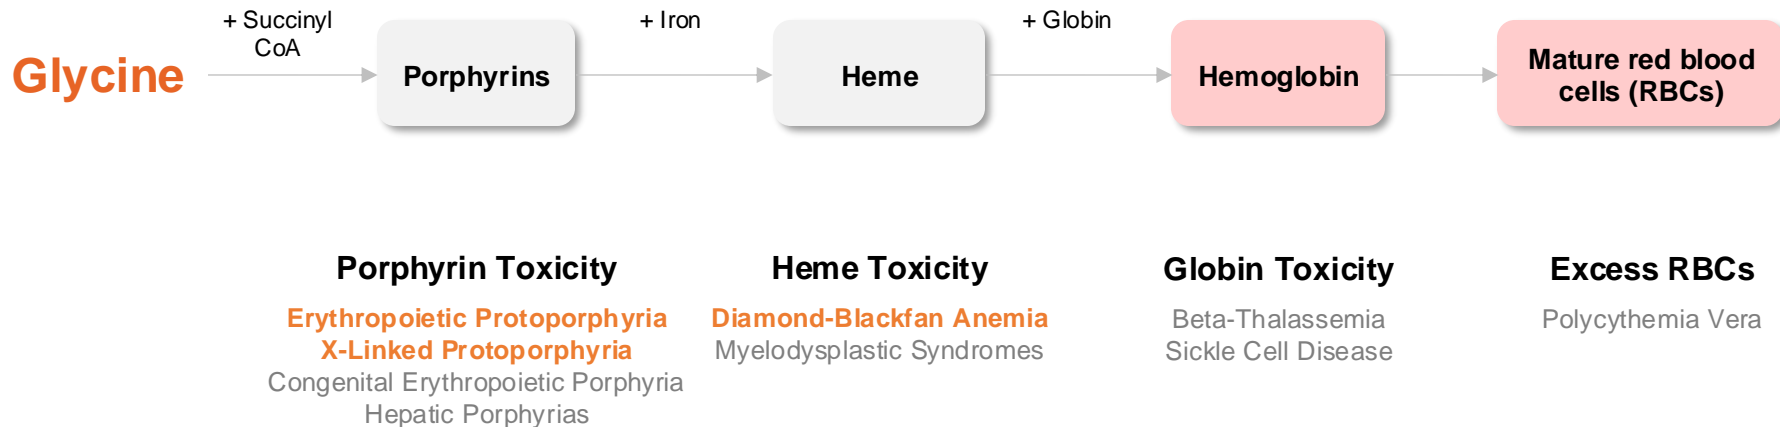 + Succinyl
CoA
+ Iron
+ Globin
Glycine
Porphyrins
Heme
Hemoglobin
Mature red blood
cells (RBCs)
Porphyrin Toxicity
Erythropoietic Protoporphyria
X-Linked Protoporphyria
Congenital Erythropoietic Porphyria
Hepatic Porphyrias
Heme Toxicity
Diamond-Blackfan Anemia
Myelodysplastic Syndromes
Globin Toxicity
Beta-Thalassemia
Sickle Cell Disease
Excess RBCs
Polycythemia Vera